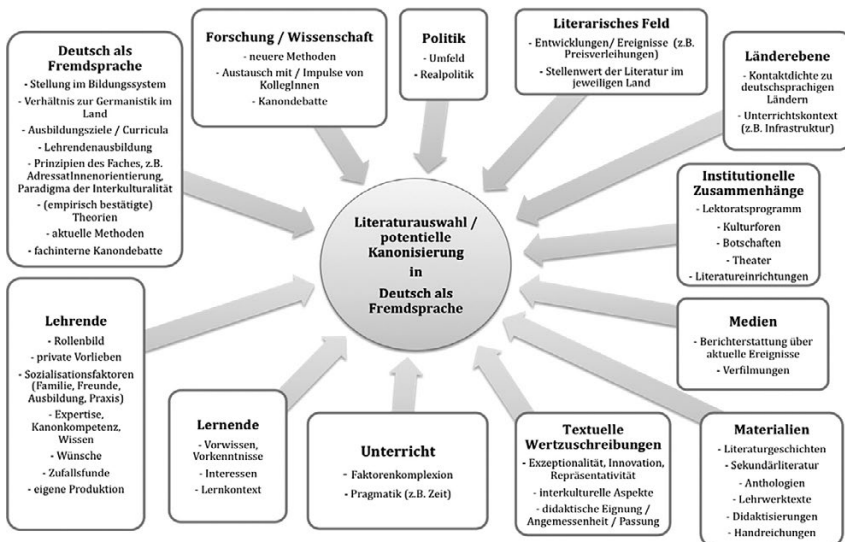 Deutsch als
Fremdsprache
- Stellung im Bildungssystem
- Verhältnis zur Germanistik im
Land
- Ausbildungsziele / Curricula
- Lehrendenausbildung
- Prinzipien des Faches, z.B.
AdressatInnenorientierung,
Paradigma der Interkulturalität
- (empirisch bestätigte)
Theorien
- aktuelle Methoden
- fachinterne Kanondebatte
Forschung / Wissenschaft
- neuere Methoden
- Austausch mit / Impulse von
KollegInnen
- Kanondebatte
Politik
- Umfeld
- Realpolitik
Literarisches Feld
- Entwicklungen/ Ereignisse (z.B.
Preisverleihungen)
- Stellenwert der Literatur im
jeweiligen Land
Länderebene
- Kontaktdichte zu
deutschsprachigen
Ländern
- Unterrichtskontext
(z.B. Infrastruktur)
Institutionelle
Zusammenhänge
- Lektoratsprogramm
- Kulturforen
- Botschaften
- Theater
- Literatureinrichtungen
Literaturauswahl /
potentielle
Kanonisierung
in
Deutsch als
Fremdsprache
Medien
- Berichterstattung über
aktuelle Ereignisse
- Verfilmungen
Lehrende
- Rollenbild
- private Vorlieben
- Sozialisationsfaktoren
(Familie, Freunde,
Ausbildung, Praxis)
- Expertise,
Kanonkompetenz,
Wissen
- Wünsche
- Zufallsfunde
- eigene Produktion
Lernende
- Vorwissen,
Vorkenntnisse
- Interessen
- Lernkontext
Unterricht
- Faktorenkomplexion
- Pragmatik (z.B. Zeit)
Textuelle
Wertzuschreibungen
- Exzeptionalität, Innovation,
Repräsentativität
- interkulturelle Aspekte
- didaktische Eignung /
Angemessenheit / Passung
Materialien
- Literaturgeschichten
- Sekundärliteratur
- Anthologien
- Lehrwerktexte
- Didaktisierungen
- Handreichungen